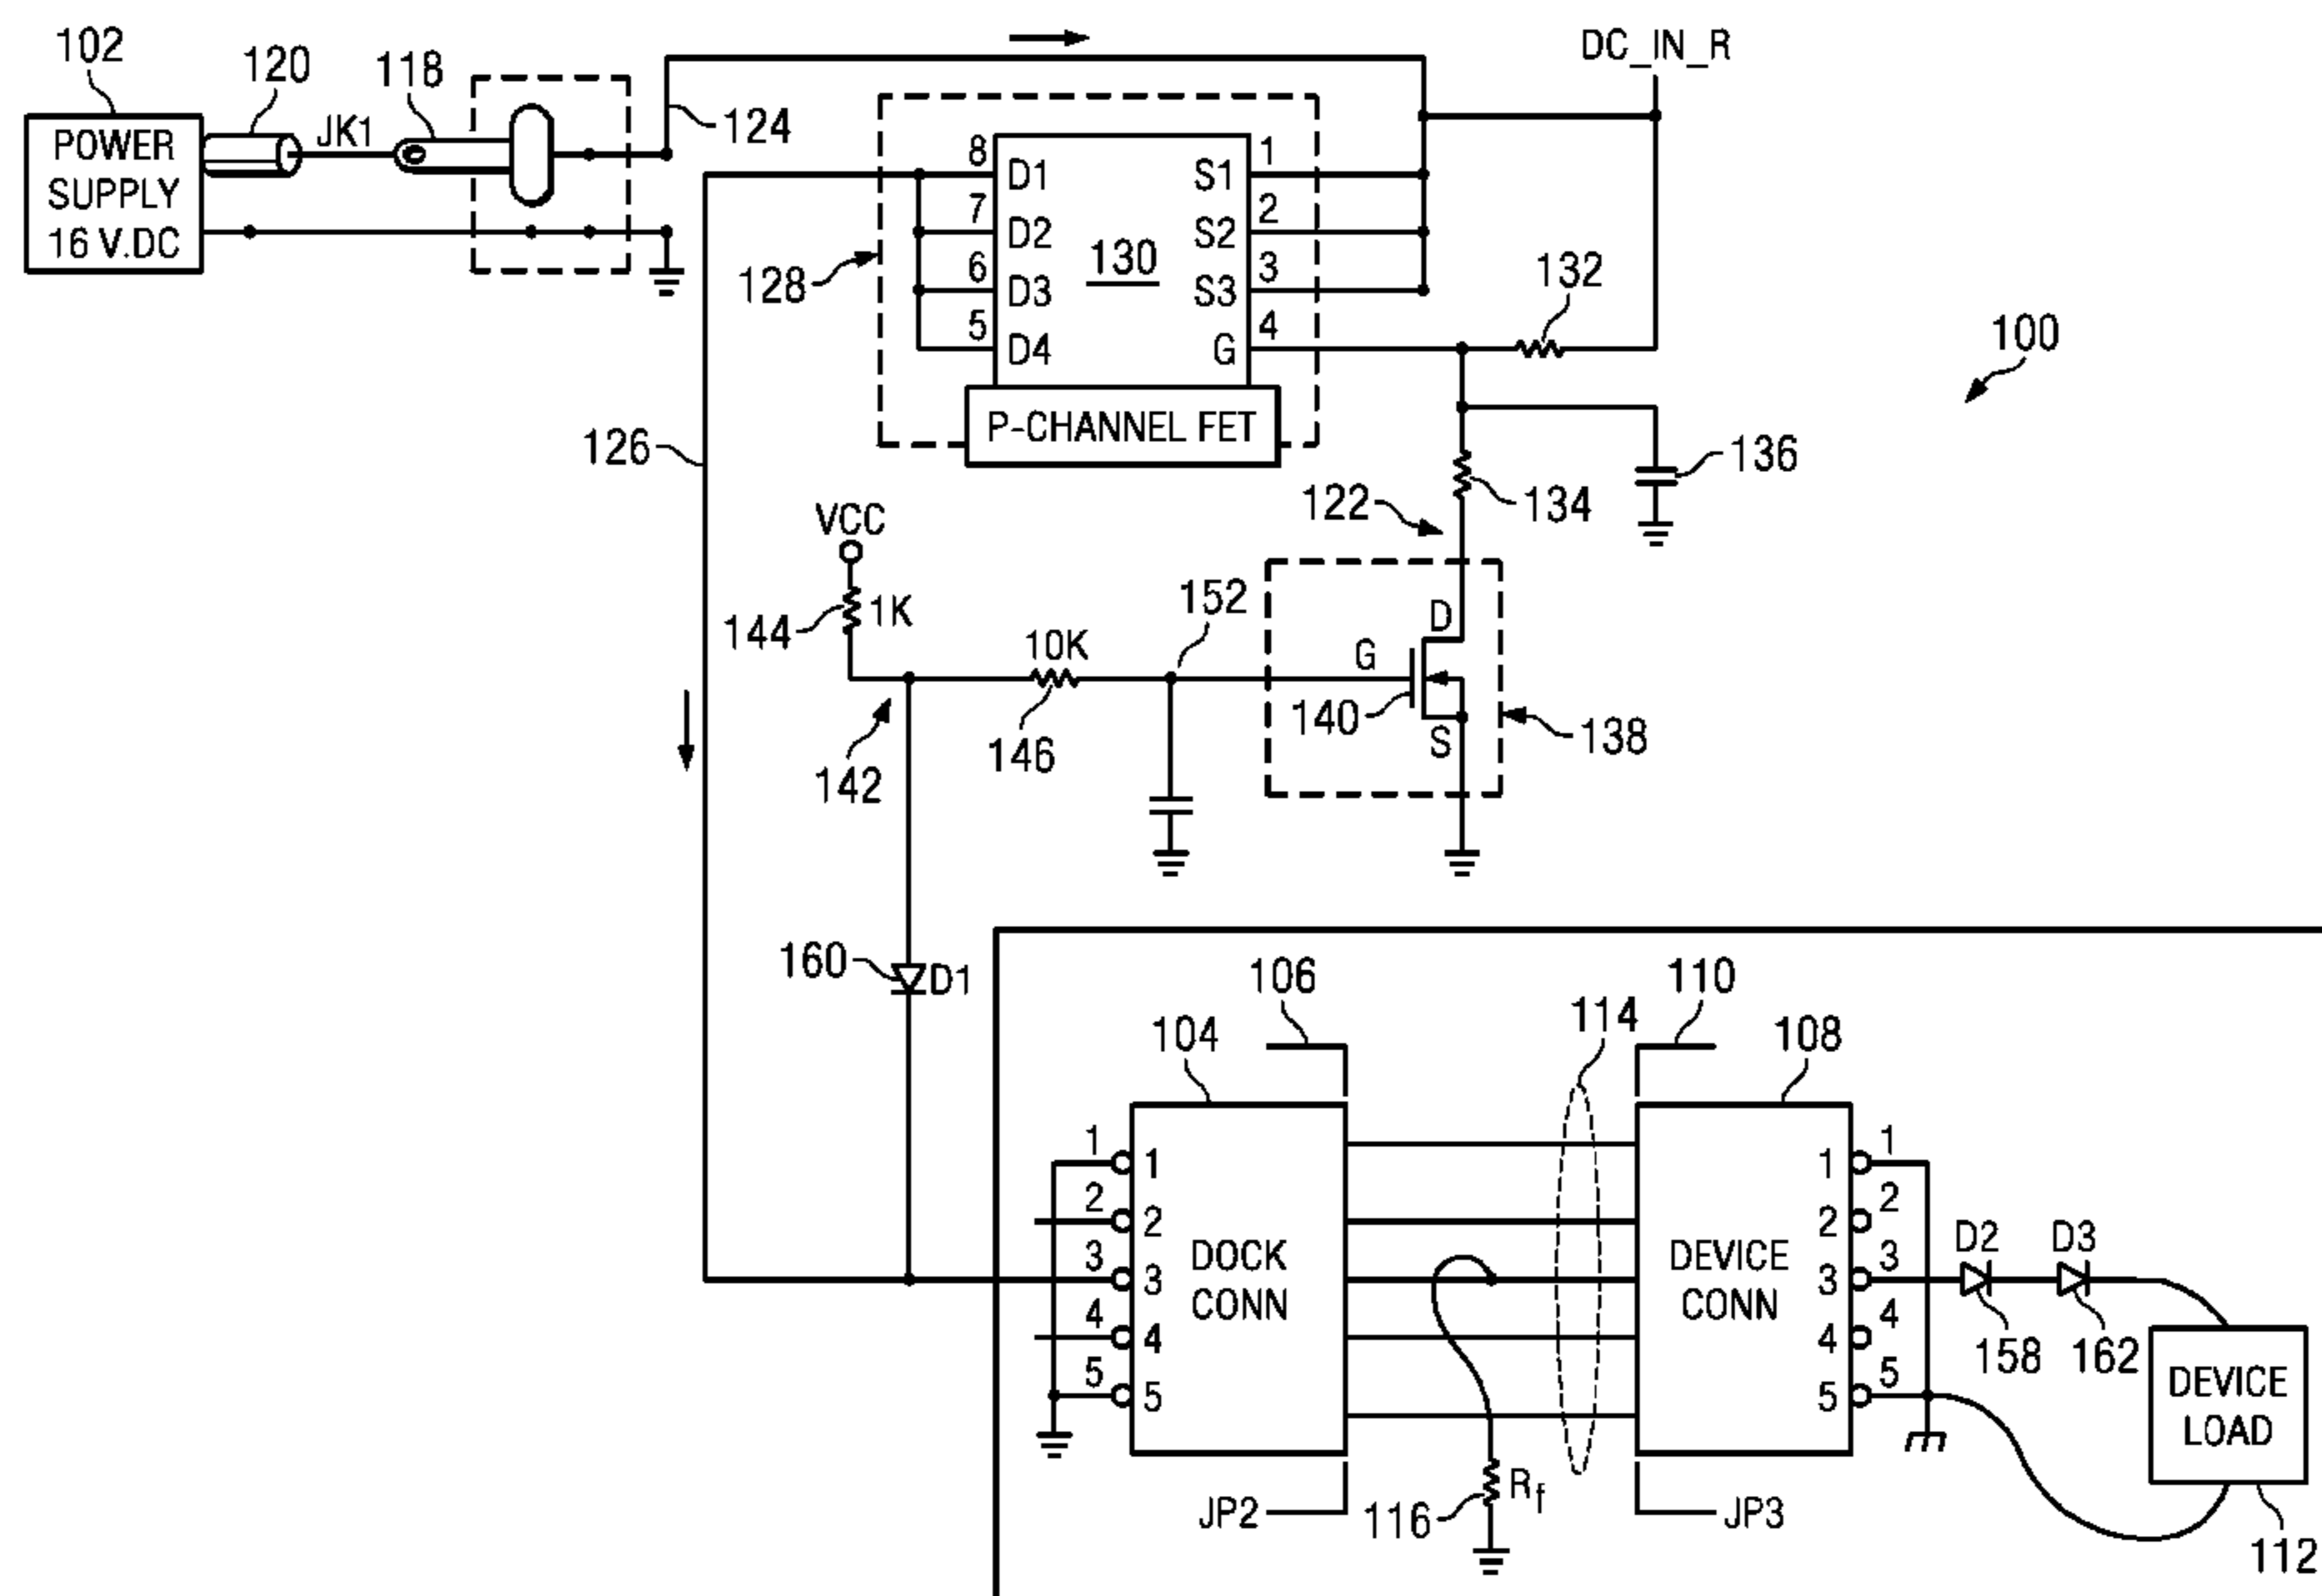 102
120
118
JK1
POWER
SUPPLY
16 V.DC
124
DC_IN_R
128
8
7
6
5
D1
D2
D3
D4
130
S1
S2
S3
G
1
2
3
4
P-CHANNEL FET
132
100
126
136
134
122
VCC
144
1K
10K
152
146
142
D
G
S
140
138
160
D1
106
110
114
104
108
1
2
3
4
5
1
2
3
4
5
DOCK
CONN
DEVICE
CONN
1
2
3
4
5
1
2
3
4
5
D2
D3
158
162
DEVICE
LOAD
112
JP2
116
Rf
JP3